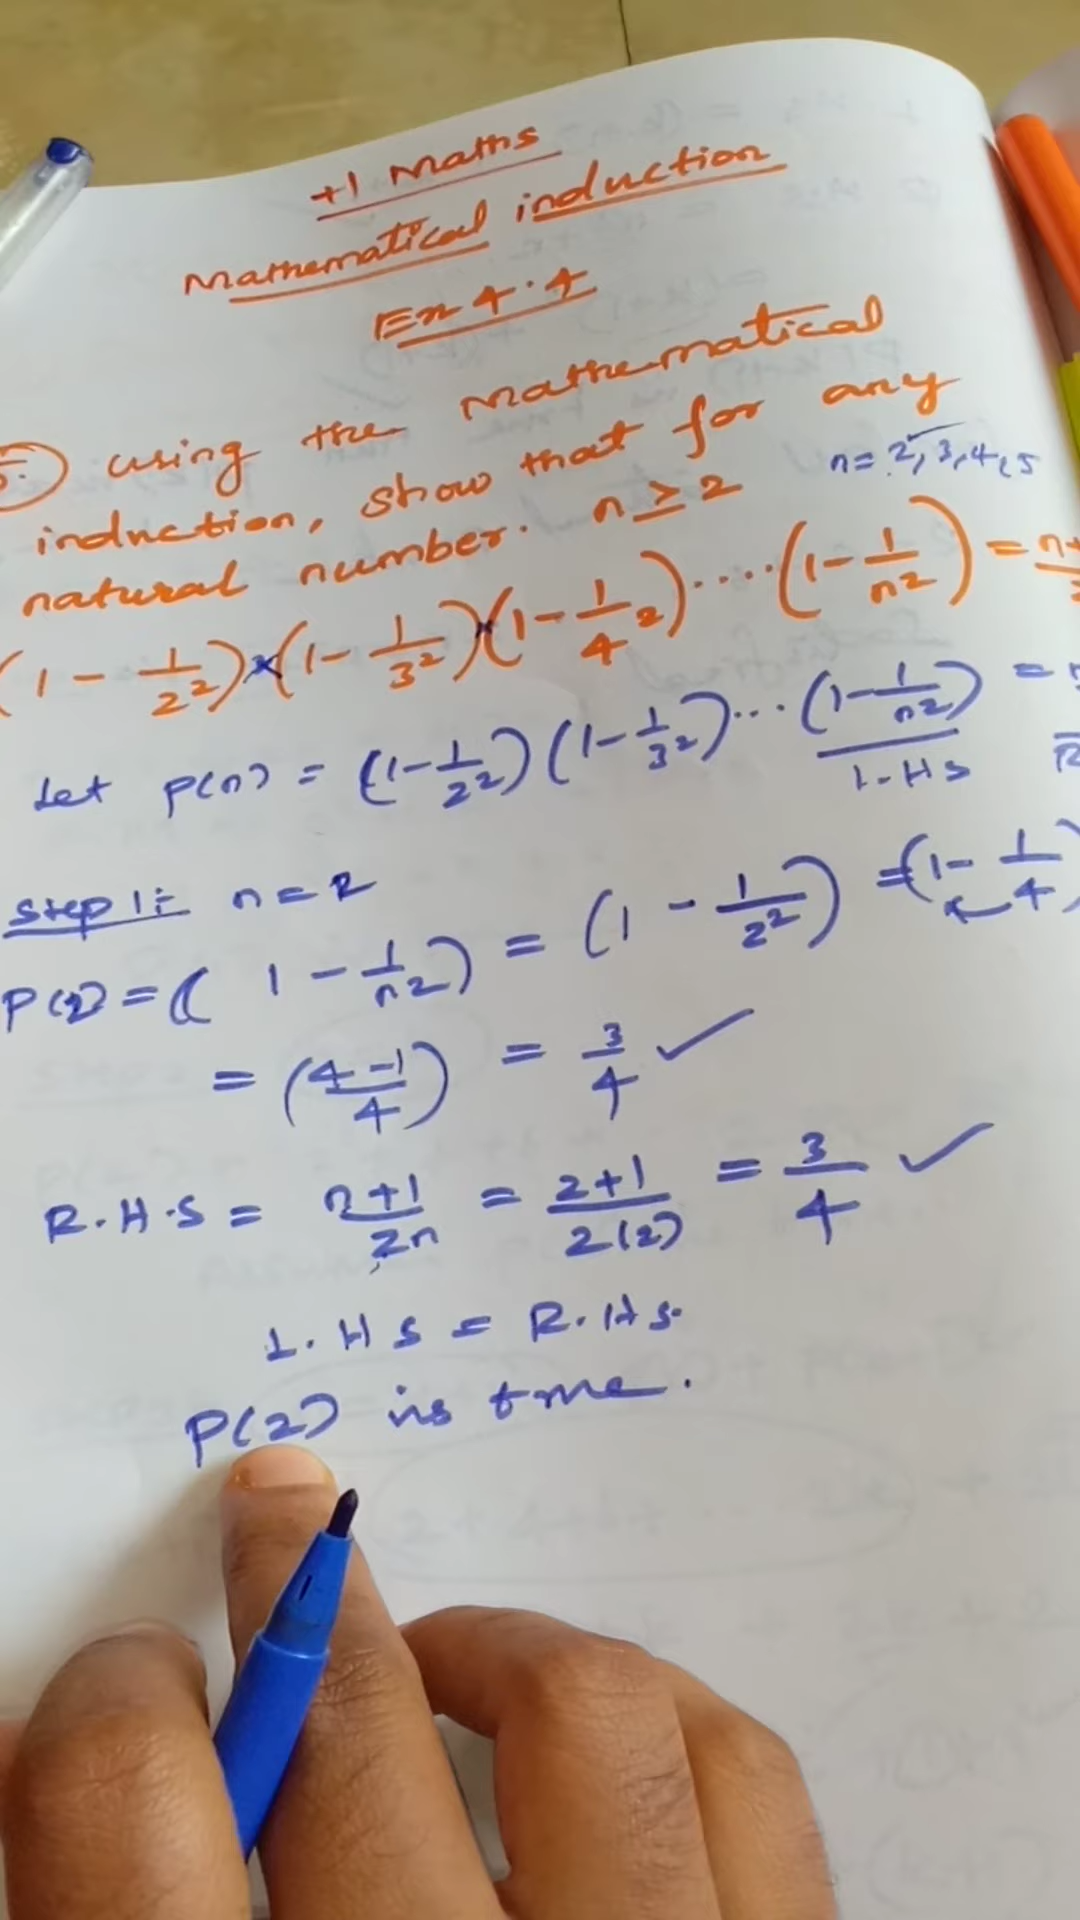 +1 Maths
Mathematical induction
Ex 4.4
5.) using the mathematical
induction, show that for any
natural number. n ≥ 2 n = 2, 3, 4, 5
(1 - 1/2²) × (1 - 1/3²) × (1 - 1/4²) .... (1 - 1/n²) = n+
Let P(n) = (1 - 1/2²) (1 - 1/3²) ... (1 - 1/n²) =
L.HS
Step 1:- n = 2
P(2) = ( 1 - 1/n²) = (1 - 1/2²) = (1 - 1/4)
= (4-1/4) = 3/4 ✓
R.H.S = n+1/2n = 2+1/2(2) = 3/4 ✓
L.HS = R.HS.
P(2) is true.